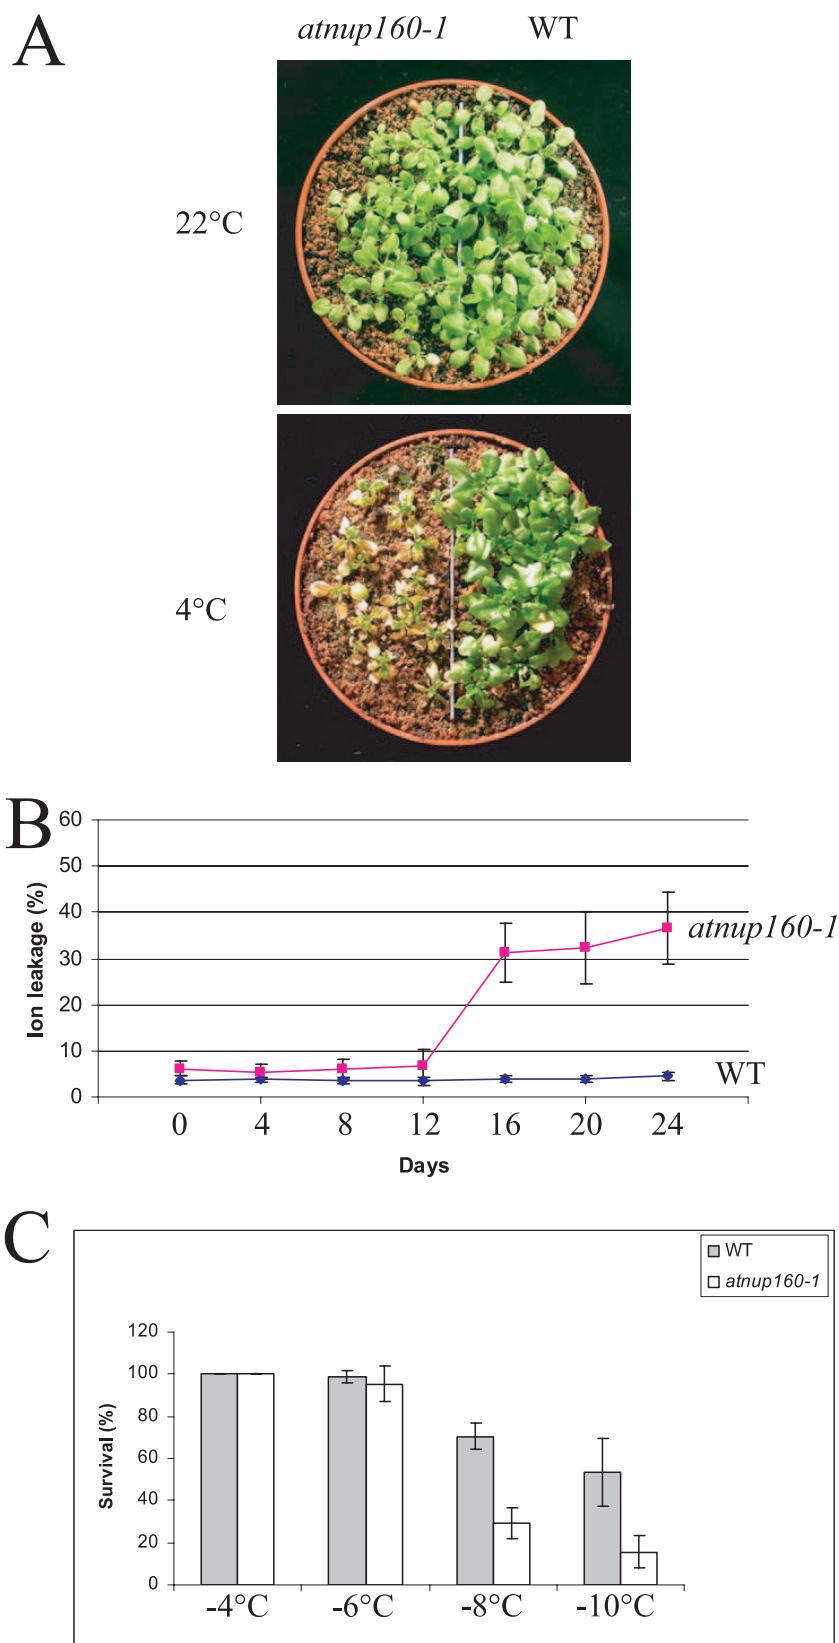 A
atnup160-1 WT
22°C
4°C
B
60
50
40
30
20
10
0
Ion leakage (%)
atnup160-1
WT
0 4 8 12 16 20 24
Days
C
WT
atnup160-1
120
100
80
60
40
20
0
Survival (%)
-4°C -6°C -8°C -10°C